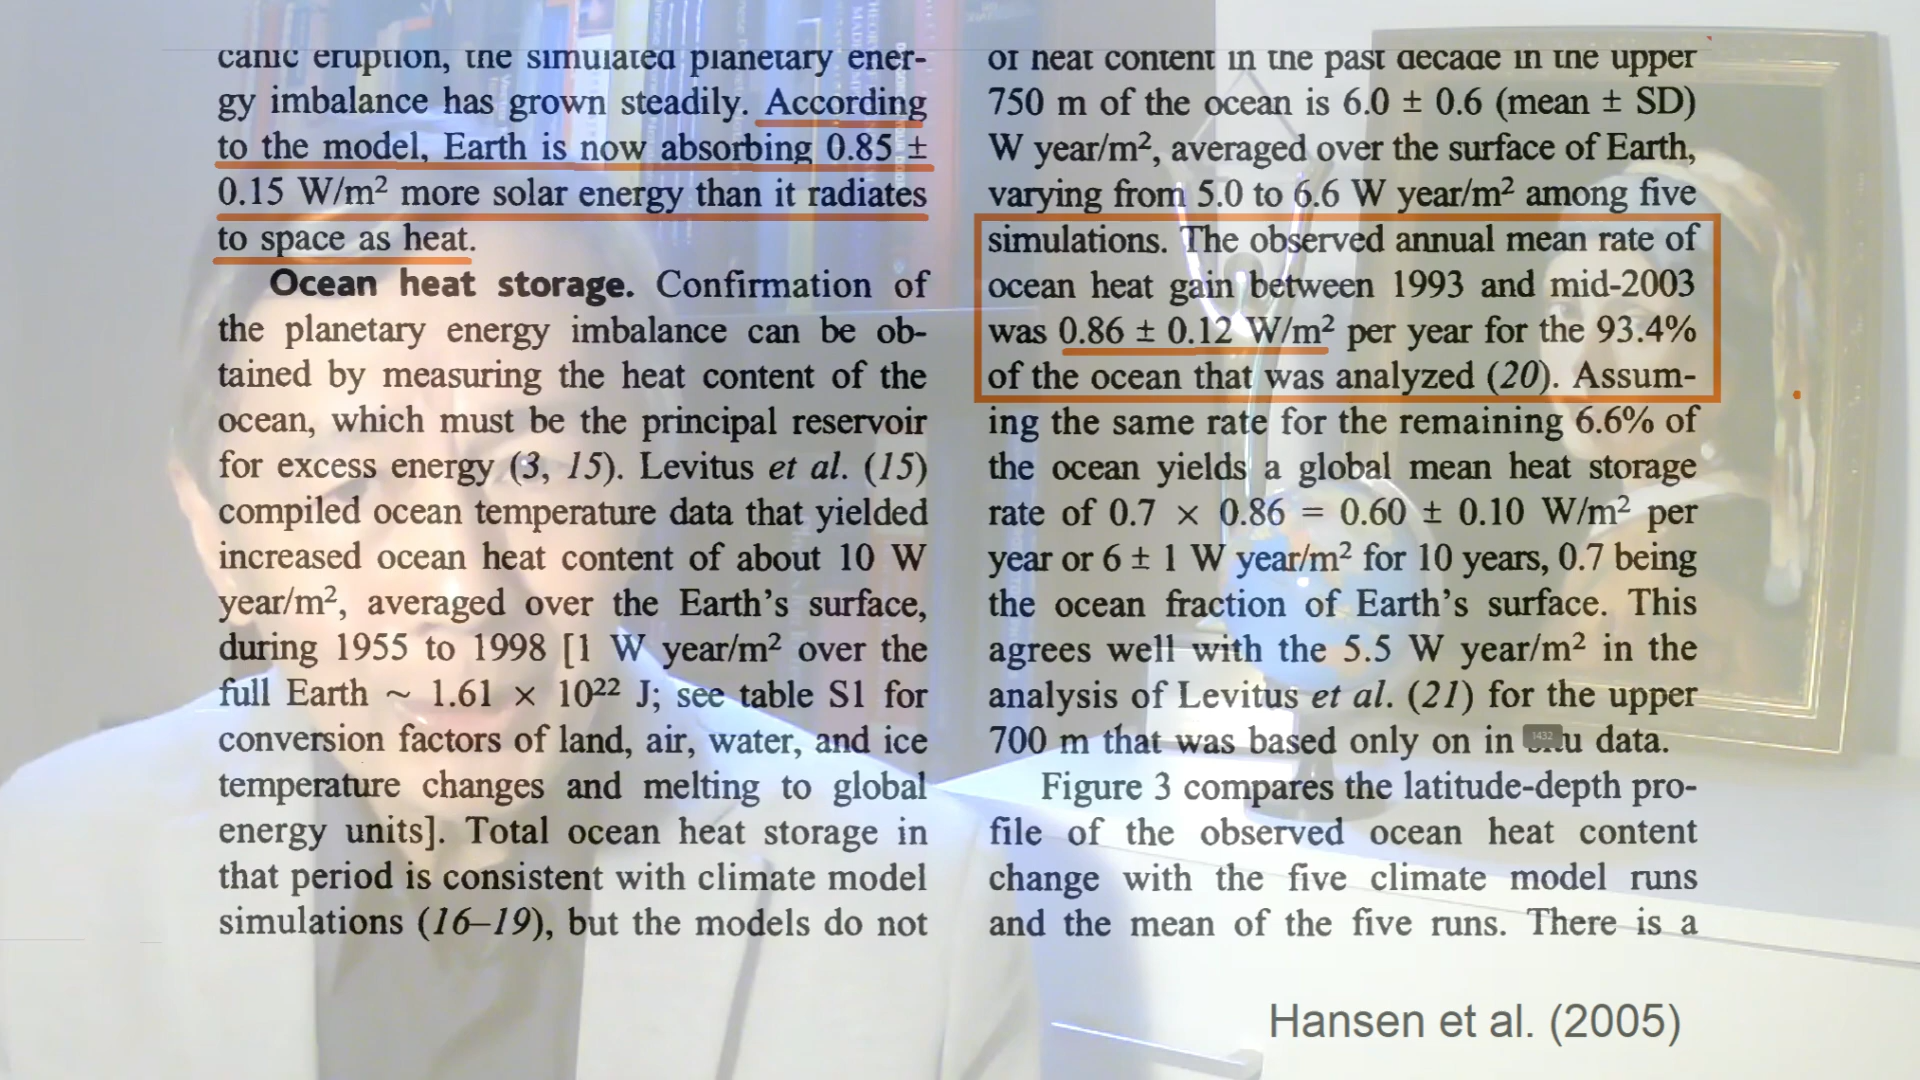 canic eruption, the simulated planetary ener-
gy imbalance has grown steadily. According
to the model, Earth is now absorbing 0.85 ±
0.15 W/m² more solar energy than it radiates
to space as heat.
Ocean heat storage. Confirmation of
the planetary energy imbalance can be ob-
tained by measuring the heat content of the
ocean, which must be the principal reservoir
for excess energy (3, 15). Levitus et al. (15)
compiled ocean temperature data that yielded
increased ocean heat content of about 10 W
year/m², averaged over the Earth's surface,
during 1955 to 1998 [1 W year/m² over the
full Earth ~ 1.61 × 10²² J; see table S1 for
conversion factors of land, air, water, and ice
temperature changes and melting to global
energy units]. Total ocean heat storage in
that period is consistent with climate model
simulations (16–19), but the models do not
of heat content in the past decade in the upper
750 m of the ocean is 6.0 ± 0.6 (mean ± SD)
W year/m², averaged over the surface of Earth,
varying from 5.0 to 6.6 W year/m² among five
simulations. The observed annual mean rate of
ocean heat gain between 1993 and mid-2003
was 0.86 ± 0.12 W/m² per year for the 93.4%
of the ocean that was analyzed (20). Assum-
ing the same rate for the remaining 6.6% of
the ocean yields a global mean heat storage
rate of 0.7 × 0.86 = 0.60 ± 0.10 W/m² per
year or 6 ± 1 W year/m² for 10 years, 0.7 being
the ocean fraction of Earth's surface. This
agrees well with the 5.5 W year/m² in the
analysis of Levitus et al. (21) for the upper
700 m that was based only on in situ data.
1432
Figure 3 compares the latitude-depth pro-
file of the observed ocean heat content
change with the five climate model runs
and the mean of the five runs. There is a
Hansen et al. (2005)